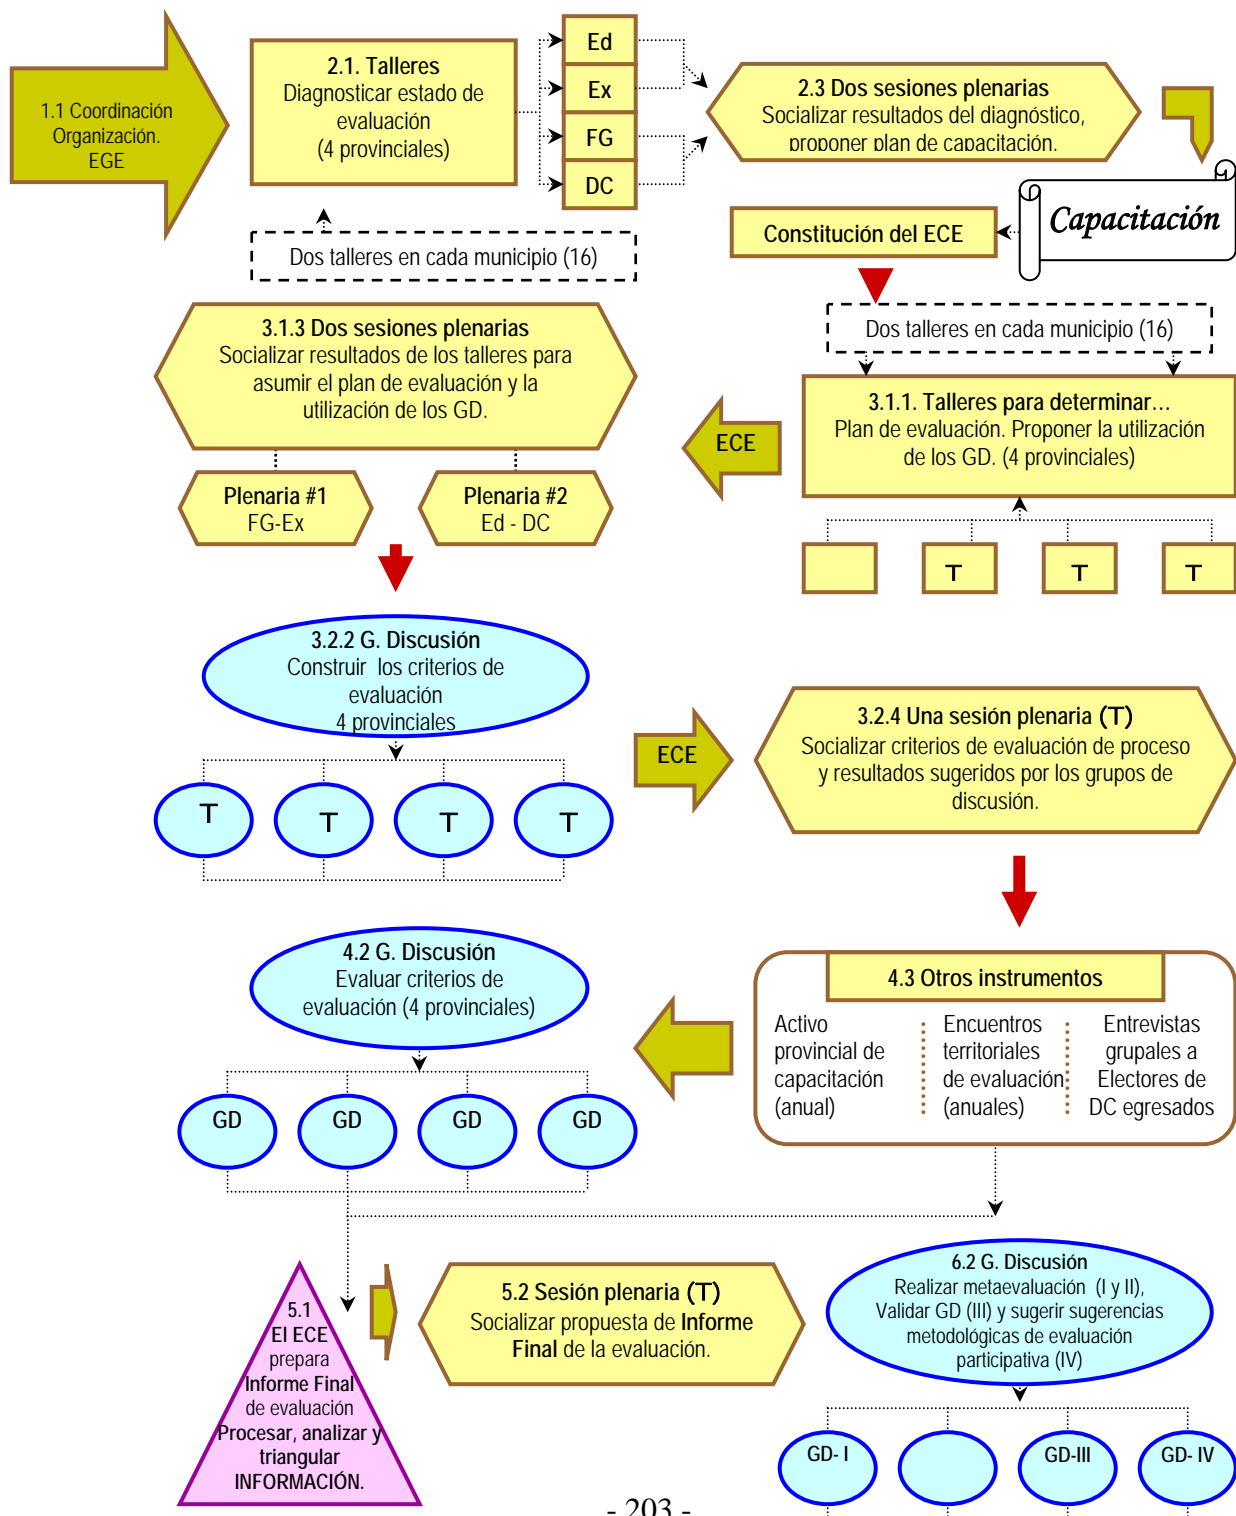 1.1 Coordinación
Organización.
EGE
2.1. Talleres
Diagnosticar estado de
evaluación
(4 provinciales)
Ed
Ex
FG
DC
2.3 Dos sesiones plenarias
Socializar resultados del diagnóstico,
proponer plan de capacitación.
Capacitación
Constitución del ECE
Dos talleres en cada municipio (16)
Dos talleres en cada municipio (16)
3.1.3 Dos sesiones plenarias
Socializar resultados de los talleres para
asumir el plan de evaluación y la
utilización de los GD.
3.1.1. Talleres para determinar…
Plan de evaluación. Proponer la utilización
de los GD. (4 provinciales)
ECE
Plenaria #1
FG-Ex
Plenaria #2
Ed - DC
T
T
T
3.2.2 G. Discusión
Construir los criterios de
evaluación
4 provinciales
T
T
T
T
ECE
3.2.4 Una sesión plenaria (T)
Socializar criterios de evaluación de proceso
y resultados sugeridos por los grupos de
discusión.
4.2 G. Discusión
Evaluar criterios de
evaluación (4 provinciales)
GD
GD
GD
GD
4.3 Otros instrumentos
Activo
provincial de
capacitación
(anual)
Encuentros
territoriales
de evaluación
(anuales)
Entrevistas
grupales a
Electores de
DC egresados
5.1
El ECE
prepara
Informe Final
de evaluación
Procesar, analizar y
triangular
INFORMACIÓN.
5.2 Sesión plenaria (T)
Socializar propuesta de Informe
Final de la evaluación.
6.2 G. Discusión
Realizar metaevaluación (I y II),
Validar GD (III) y sugerir sugerencias
metodológicas de evaluación
participativa (IV)
GD- I
GD-III
GD- IV
- 203 -